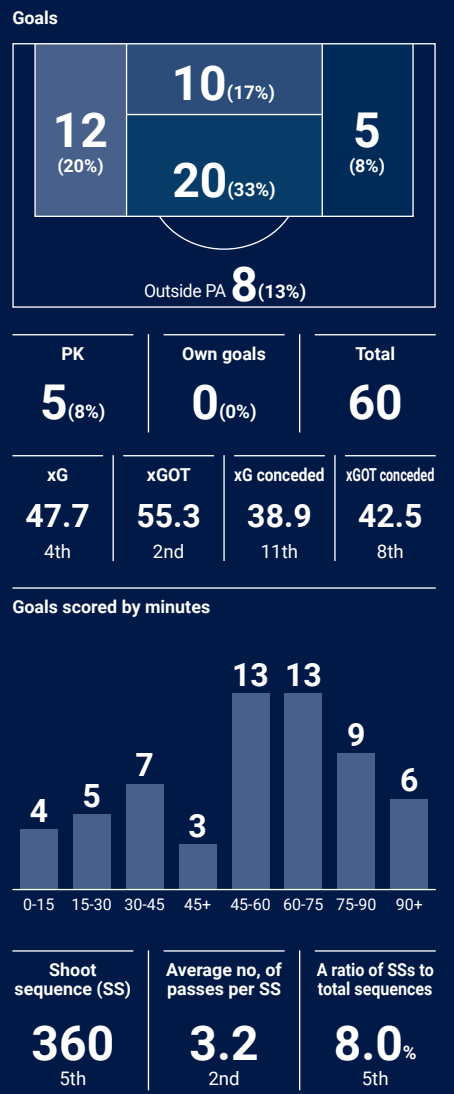 Goals
10(17%)
12
(20%)
5
(8%)
20(33%)
Outside PA 8(13%)
PK
Own goals
Total
5(8%)
0(0%)
60
xG
xGOT
xG conceded
xGOT conceded
47.7
55.3
38.9
42.5
4th
2nd
11th
8th
Goals scored by minutes
4
5
7
3
13
13
9
6
0-15
15-30
30-45
45+
45-60
60-75
75-90
90+
Shoot
sequence (SS)
360
5th
Average no, of
passes per SS
3.2
2nd
A ratio of SSs to
total sequences
8.0%
5th